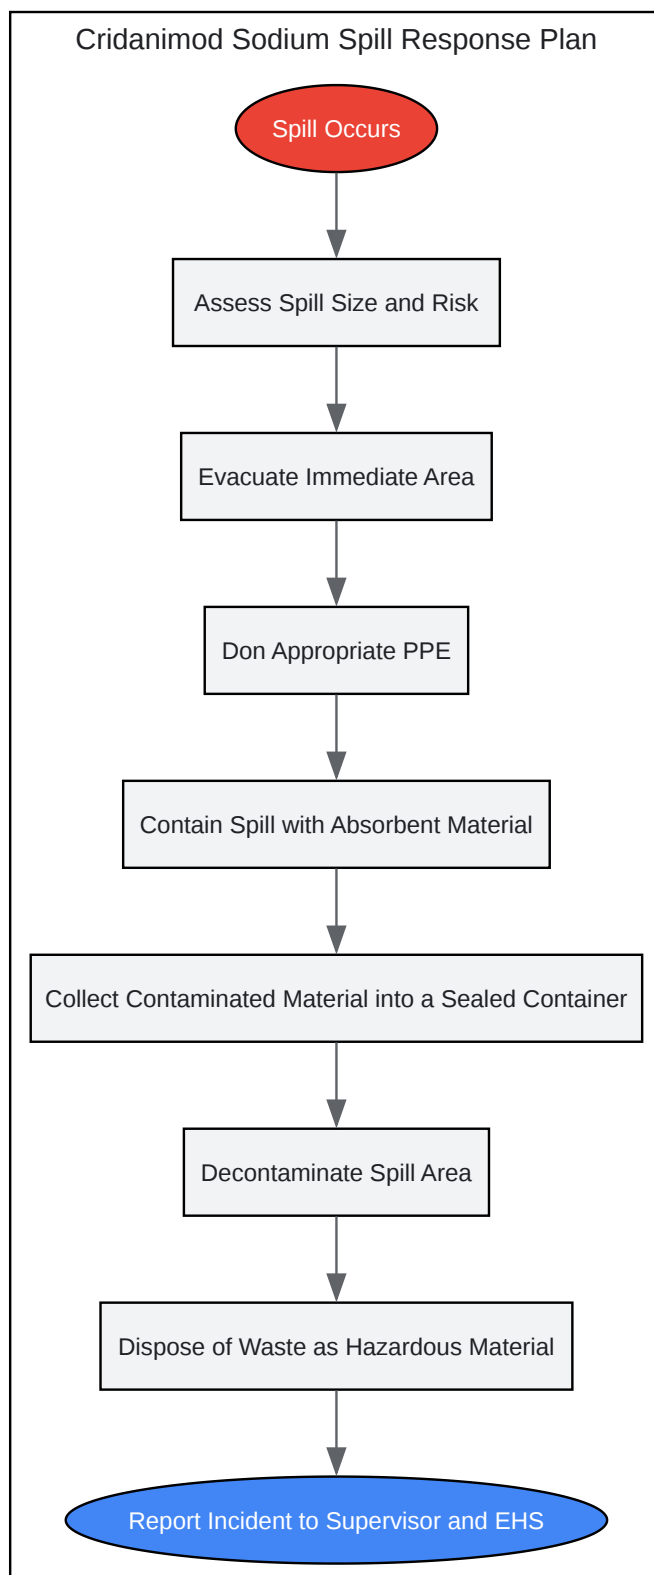 Cridanimod Sodium Spill Response Plan
Spill Occurs
Assess Spill Size and Risk
Evacuate Immediate Area
Don Appropriate PPE
Contain Spill with Absorbent Material
Collect Contaminated Material into a Sealed Container
Decontaminate Spill Area
Dispose of Waste as Hazardous Material
Report Incident to Supervisor and EHS